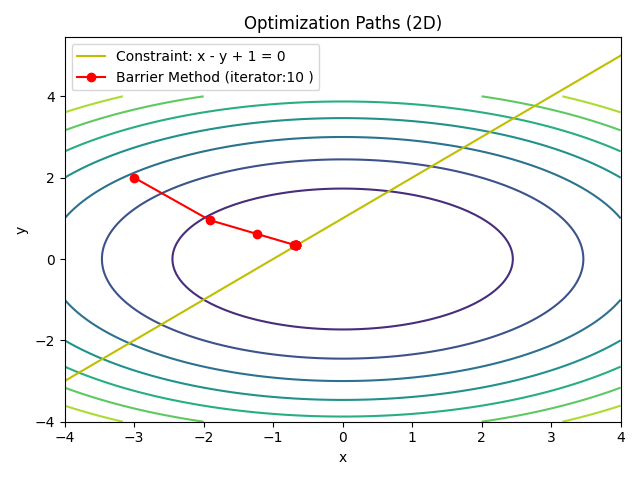 Optimization Paths (2D)
Constraint: x - y + 1 = 0
Barrier Method (iterator:10 )
y
4
2
0
−2
−4
−4
−3
−2
−1
0
1
2
3
4
x